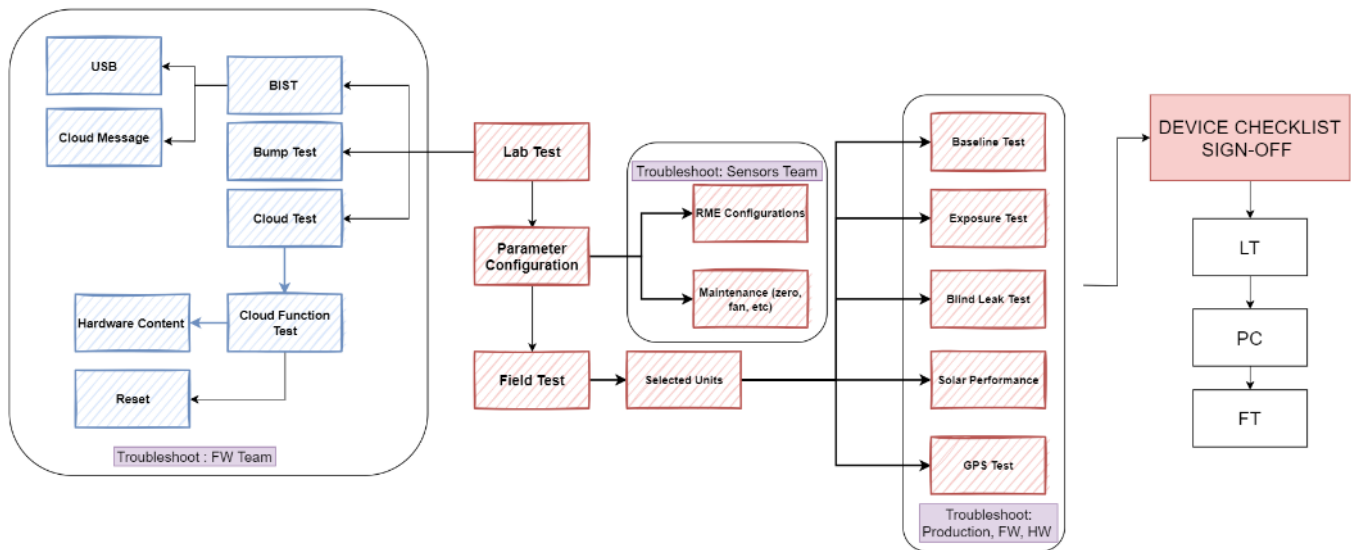 USB
BIST
Cloud Message
Bump Test
Cloud Test
Hardware Content
Cloud Function
Test
Reset
Troubleshoot : FW Team
Lab Test
Parameter
Configuration
Field Test
Selected Units
Troubleshoot: Sensors Team
RME Configurations
Maintenance (zero,
fan, etc)
Baseline Test
Exposure Test
Blind Leak Test
Solar Performance
GPS Test
Troubleshoot:
Production, FW, HW
DEVICE CHECKLIST
SIGN-OFF
LT
PC
FT